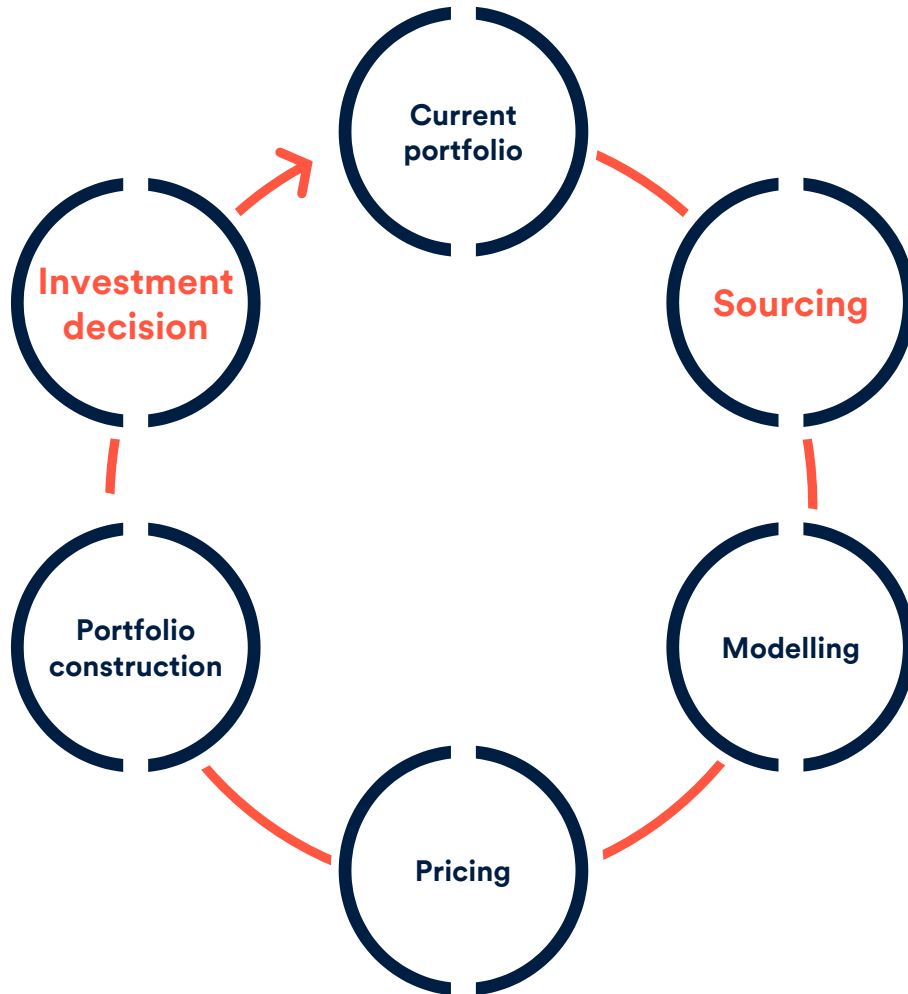 Current
portfolio
Sourcing
Modelling
Pricing
Portfolio
construction
Investment
decision